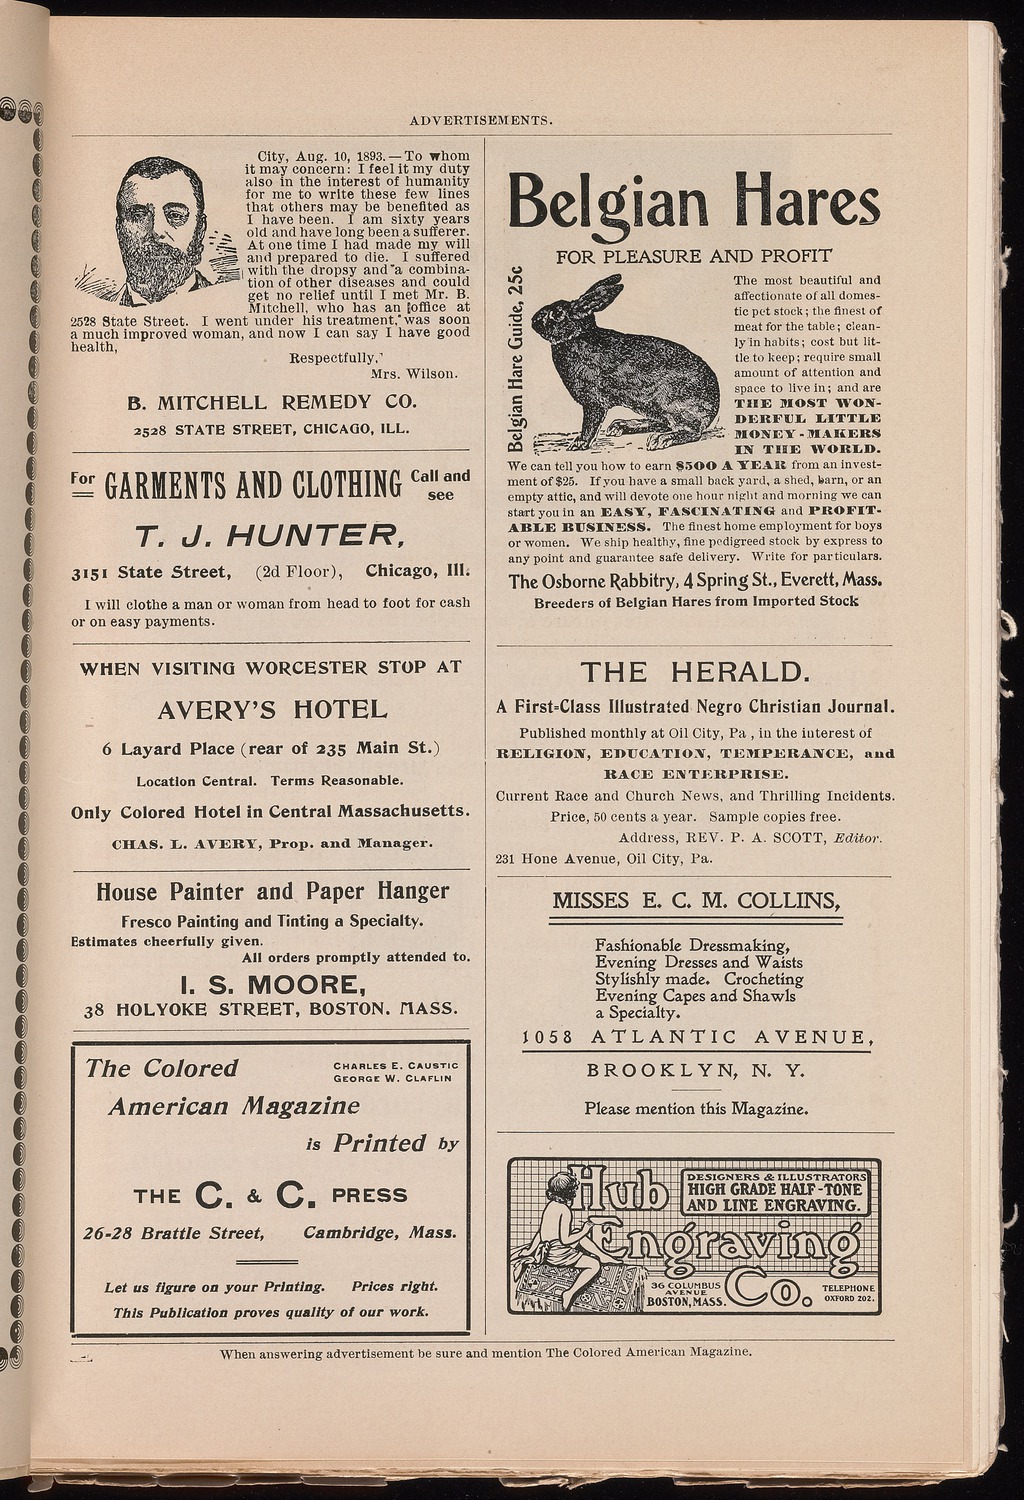 ADVERTISEMENTS.
City, Aug. 10, 1893.—To whom
it may concern: I feel it my duty
also in the interest of humanity
for me to write these few lines
that others may be benefited as
I have been. I am sixty years
old and have long been a sufferer.
At one time I had made my will
and prepared to die. I suffered
with the dropsy and a combina-
tion of other diseases and could
get no relief until I met Mr. B.
Mitchell, who has an office at
2528 State Street. I went under his treatment, was soon
a much improved woman, and now I can say I have good
health,
Respectfully,
Mrs. Wilson.
B. MITCHELL REMEDY CO.
2528 STATE STREET, CHICAGO, ILL.
For GARMENTS AND CLOTHING Call and
see
T. J. HUNTER,
3151 State Street, (2d Floor), Chicago, Ill.
I will clothe a man or woman from head to foot for cash
or on easy payments.
WHEN VISITING WORCESTER STOP AT
AVERY'S HOTEL
6 Layard Place (rear of 235 Main St.)
Location Central. Terms Reasonable.
Only Colored Hotel in Central Massachusetts.
CHAS. L. AVERY, Prop. and Manager.
House Painter and Paper Hanger
Fresco Painting and Tinting a Specialty.
Estimates cheerfully given.
All orders promptly attended to.
I. S. MOORE,
38 HOLYOKE STREET, BOSTON. MASS.
The Colored
CHARLES E. CAUSTIC
GEORGE W. CLAFLIN
American Magazine
is Printed by
THE C. & C. PRESS
26-28 Brattle Street, Cambridge, Mass.
Let us figure on your Printing. Prices right.
This Publication proves quality of our work.
Belgian Hares
FOR PLEASURE AND PROFIT
Belgian Hare Guide, 25c
The most beautiful and
affectionate of all domes-
tic pet stock; the finest of
meat for the table; clean-
ly in habits; cost but lit-
tle to keep; require small
amount of attention and
space to live in; and are
THE MOST WON-
DERFUL LITTLE
MONEY-MAKERS
IN THE WORLD.
We can tell you how to earn $500 A YEAR from an invest-
ment of $25. If you have a small back yard, a shed, barn, or an
empty attic, and will devote one hour night and morning we can
start you in an EASY, FASCINATING and PROFIT-
ABLE BUSINESS. The finest home employment for boys
or women. We ship healthy, fine pedigreed stock by express to
any point and guarantee safe delivery. Write for particulars.
The Osborne Rabbitry, 4 Spring St., Everett, Mass.
Breeders of Belgian Hares from Imported Stock
THE HERALD.
A First-Class Illustrated Negro Christian Journal.
Published monthly at Oil City, Pa , in the interest of
RELIGION, EDUCATION, TEMPERANCE, and
RACE ENTERPRISE.
Current Race and Church News, and Thrilling Incidents.
Price, 50 cents a year. Sample copies free.
Address, REV. P. A. SCOTT, Editor.
231 Hone Avenue, Oil City, Pa.
MISSES E. C. M. COLLINS,
Fashionable Dressmaking,
Evening Dresses and Waists
Stylishly made. Crocheting
Evening Capes and Shawls
a Specialty.
1058 ATLANTIC AVENUE,
BROOKLYN, N. Y.
Please mention this Magazine.
Hub
DESIGNERS & ILLUSTRATORS
HIGH GRADE HALF-TONE
AND LINE ENGRAVING.
Engraving
36 COLUMBUS
AVENUE
BOSTON, MASS.
Co.
TELEPHONE
OXFORD 202.
When answering advertisement be sure and mention The Colored American Magazine.